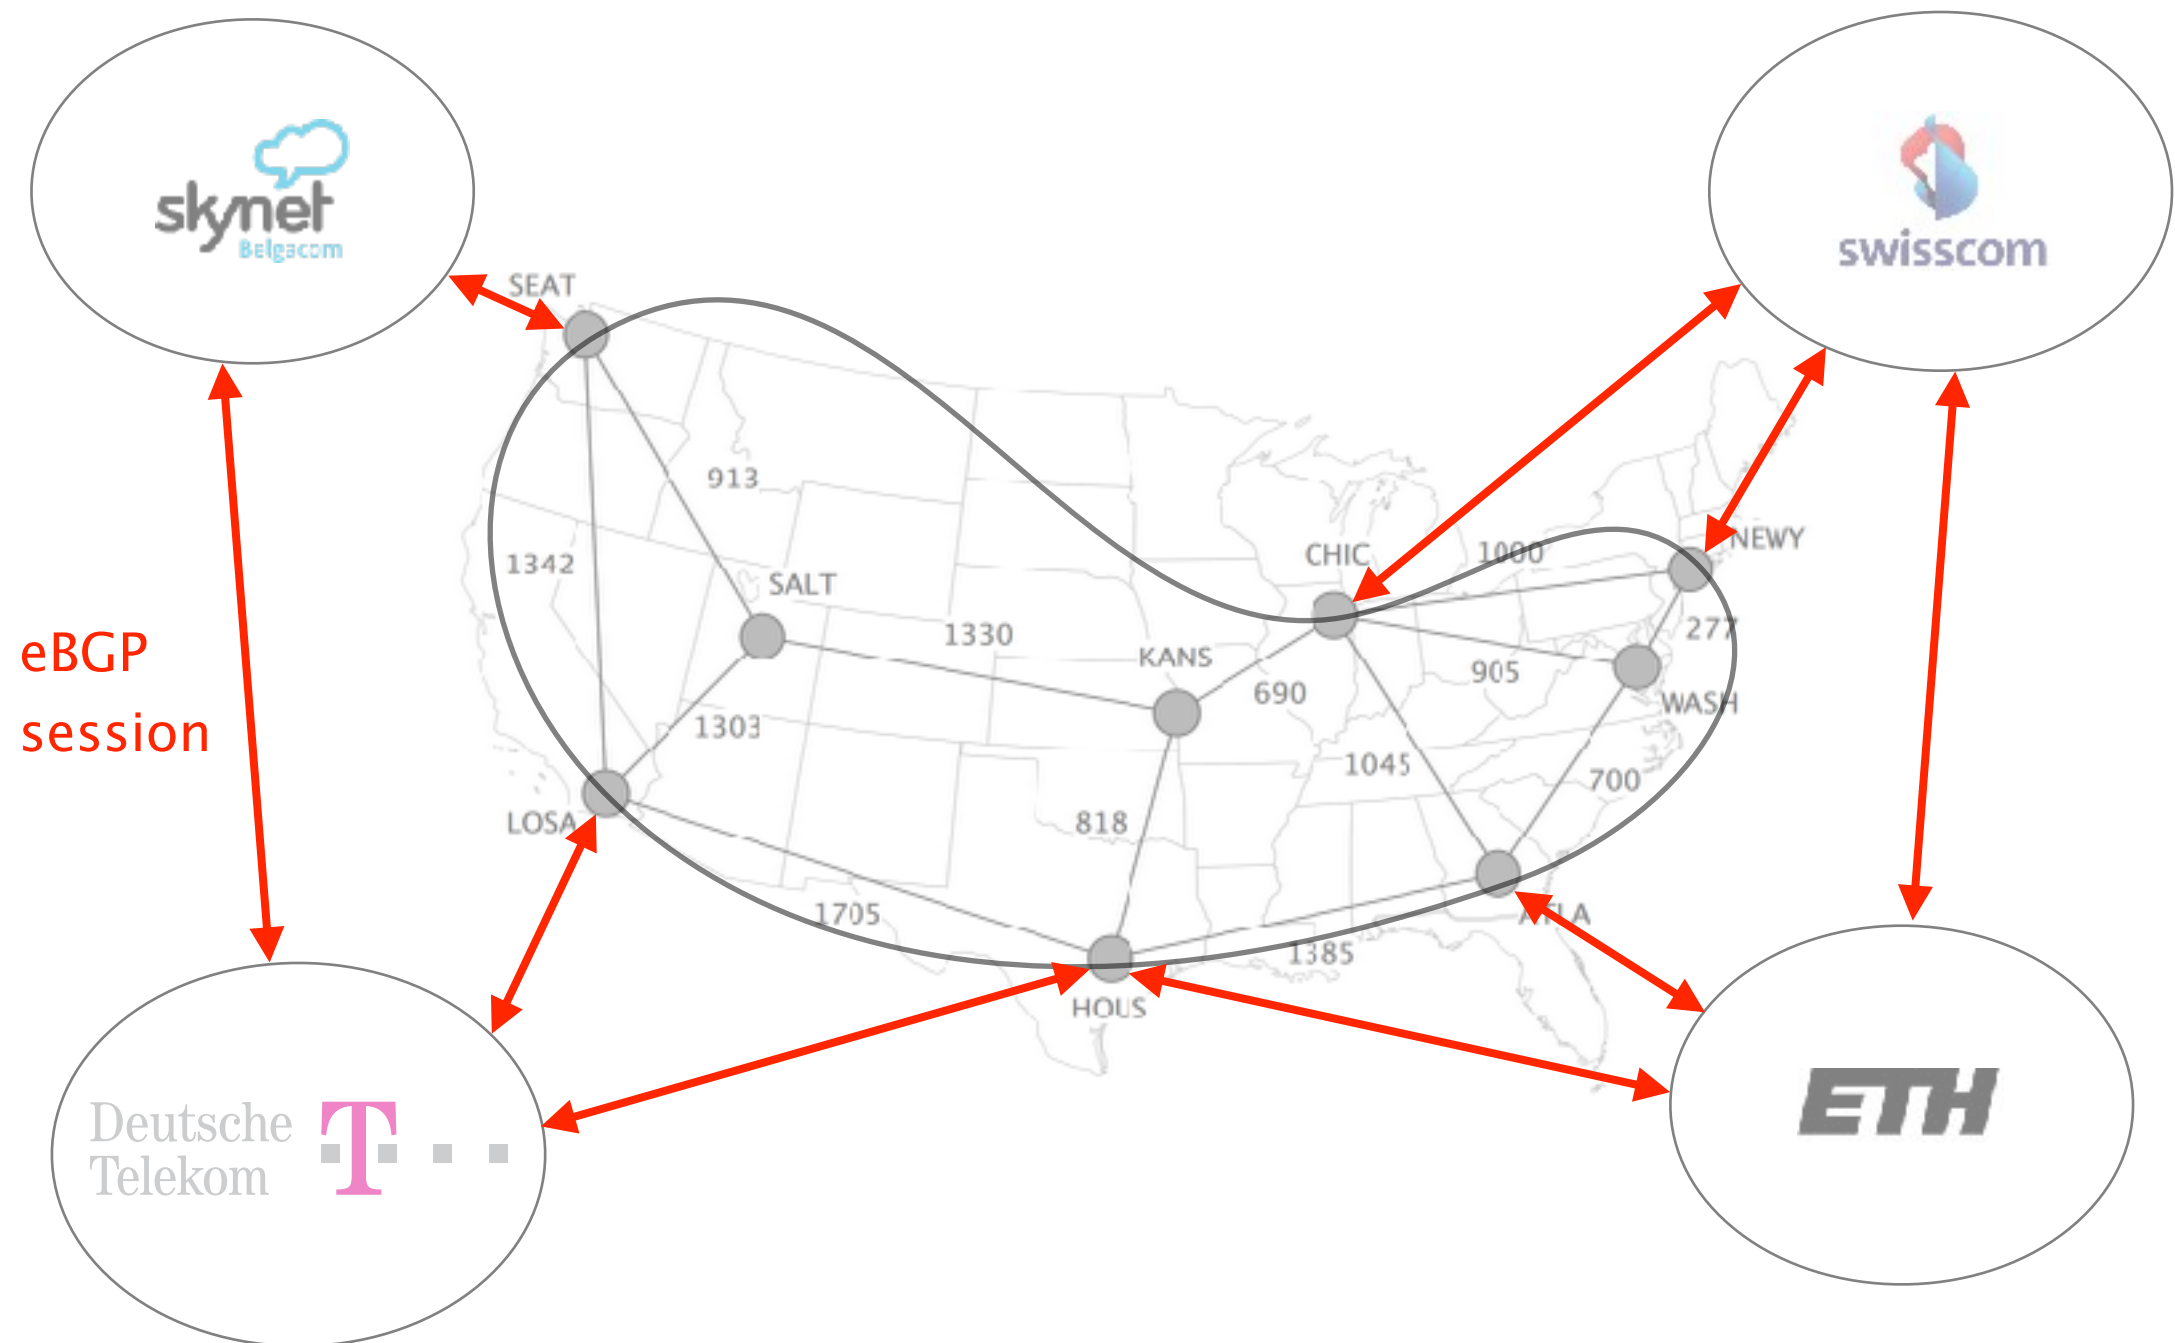 skynet
Belgacom
swisscom
SEAT
913
1342
SALT
1330
KANS
CHIC
1000
NEWY
277
690
905
WASH
eBGP
session
1303
1045
700
LOSA
818
1705
1385
ATLA
HOUS
Deutsche
Telekom
T
ETH